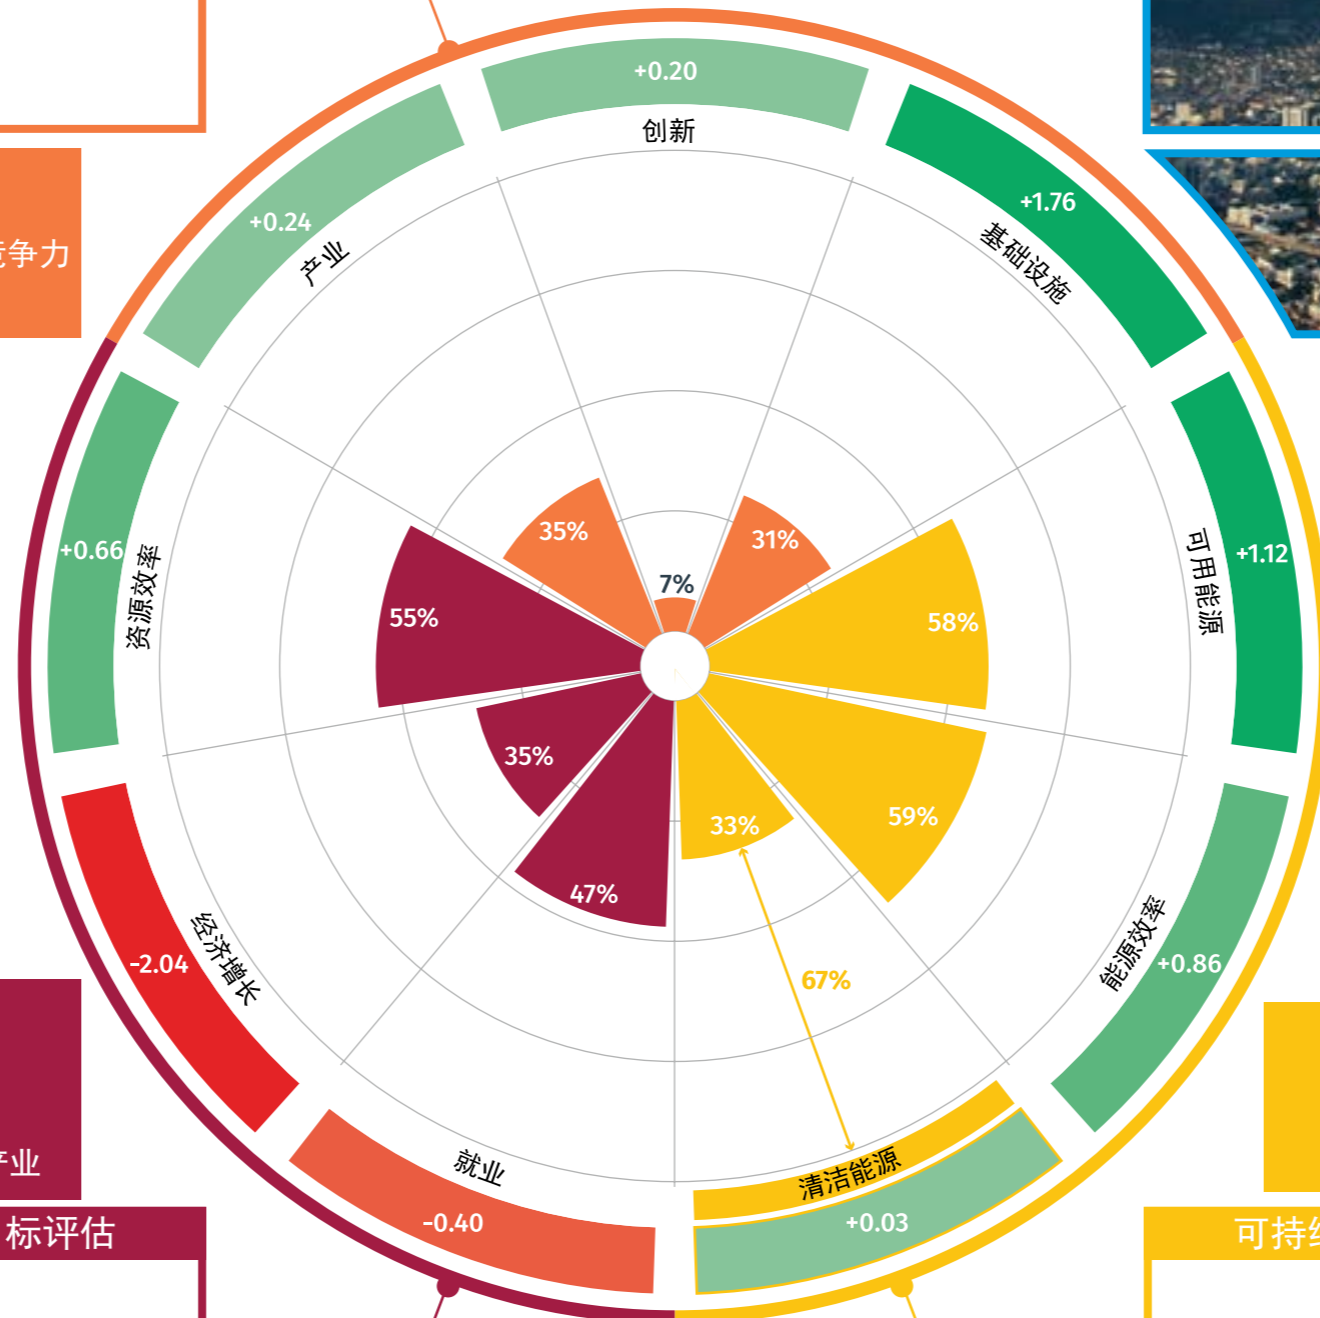 +0.20
创新
+1.76
基础设施
+0.24
产业
争力
+0.66
资源效率
+1.12
可用能源
35%
7%
31%
55%
58%
35%
59%
33%
47%
67%
-2.04
经济增长
+0.86
能源效率
业
就业
-0.40
清洁能源
+0.03
标评估
可持